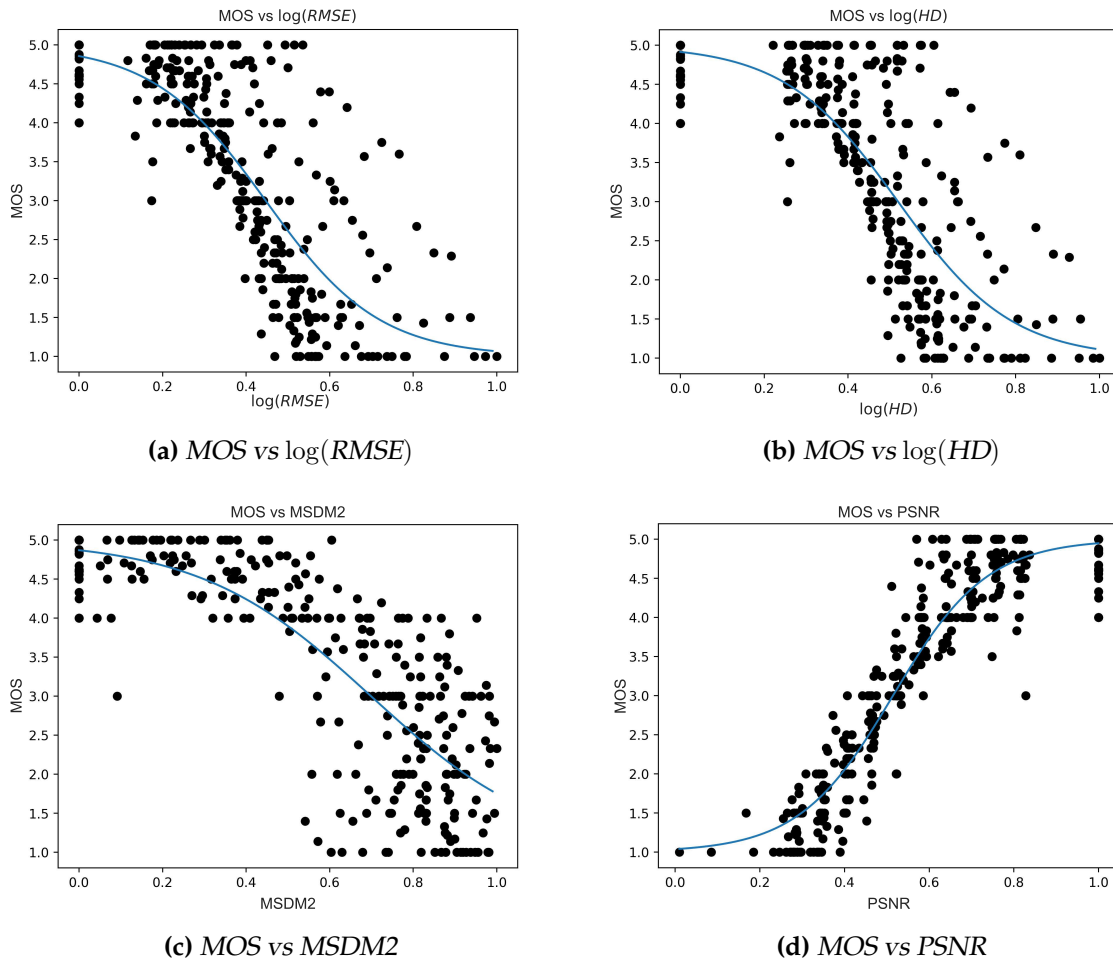 MOS vs log(RMSE)
5.0
4.5
4.0
3.5
3.0
2.5
2.0
1.5
1.0
MOS
0.0 0.2 0.4 0.6 0.8 1.0
log(RMSE)
(a) MOS vs log(RMSE)
MOS vs log(HD)
5.0
4.5
4.0
3.5
3.0
2.5
2.0
1.5
1.0
MOS
0.0 0.2 0.4 0.6 0.8 1.0
log(HD)
(b) MOS vs log(HD)
MOS vs MSDM2
5.0
4.5
4.0
3.5
3.0
2.5
2.0
1.5
1.0
MOS
0.0 0.2 0.4 0.6 0.8 1.0
MSDM2
(c) MOS vs MSDM2
MOS vs PSNR
5.0
4.5
4.0
3.5
3.0
2.5
2.0
1.5
1.0
MOS
0.0 0.2 0.4 0.6 0.8 1.0
PSNR
(d) MOS vs PSNR